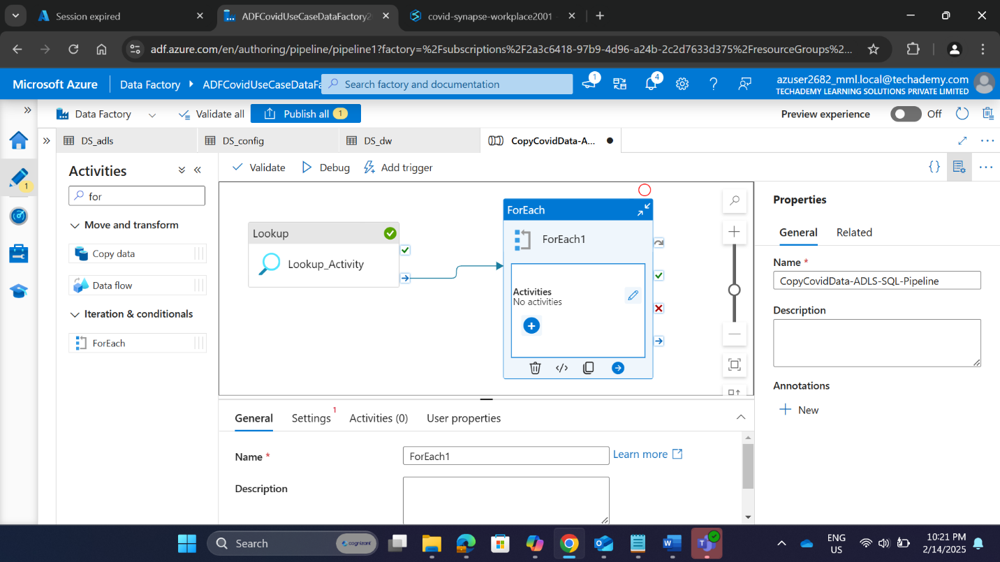 Session expired
ADFCovidUseCaseDataFactory2
covid-synapse-workplace2001
adf.azure.com/en/authoring/pipeline/pipeline1?factory=%2Fsubscriptions%2F2a3c6418-97b9-4d96-a24b-2c2d7633d375%2FresourceGroups%2...
Microsoft Azure
Data Factory
ADFCovidUseCaseDataFa
Search factory and documentation
1
4
azuser2682_mml.local@techademy.com
TECHADEMY LEARNING SOLUTIONS PRIVATE LIMITED
Data Factory
Validate all
Publish all 1
Preview experience
Off
DS_adls
DS_config
DS_dw
CopyCovidData-A...
1
Activities
for
Move and transform
Copy data
Data flow
Iteration & conditionals
ForEach
Validate
Debug
Add trigger
Lookup
Lookup_Activity
ForEach
ForEach1
Activities
No activities
General
Settings 1
Activities (0)
User properties
Name *
ForEach1
Learn more
Description
Properties
General
Related
Name *
CopyCovidData-ADLS-SQL-Pipeline
Description
Annotations
New
Search
cognizant
ENG
US
10:21 PM
2/14/2025